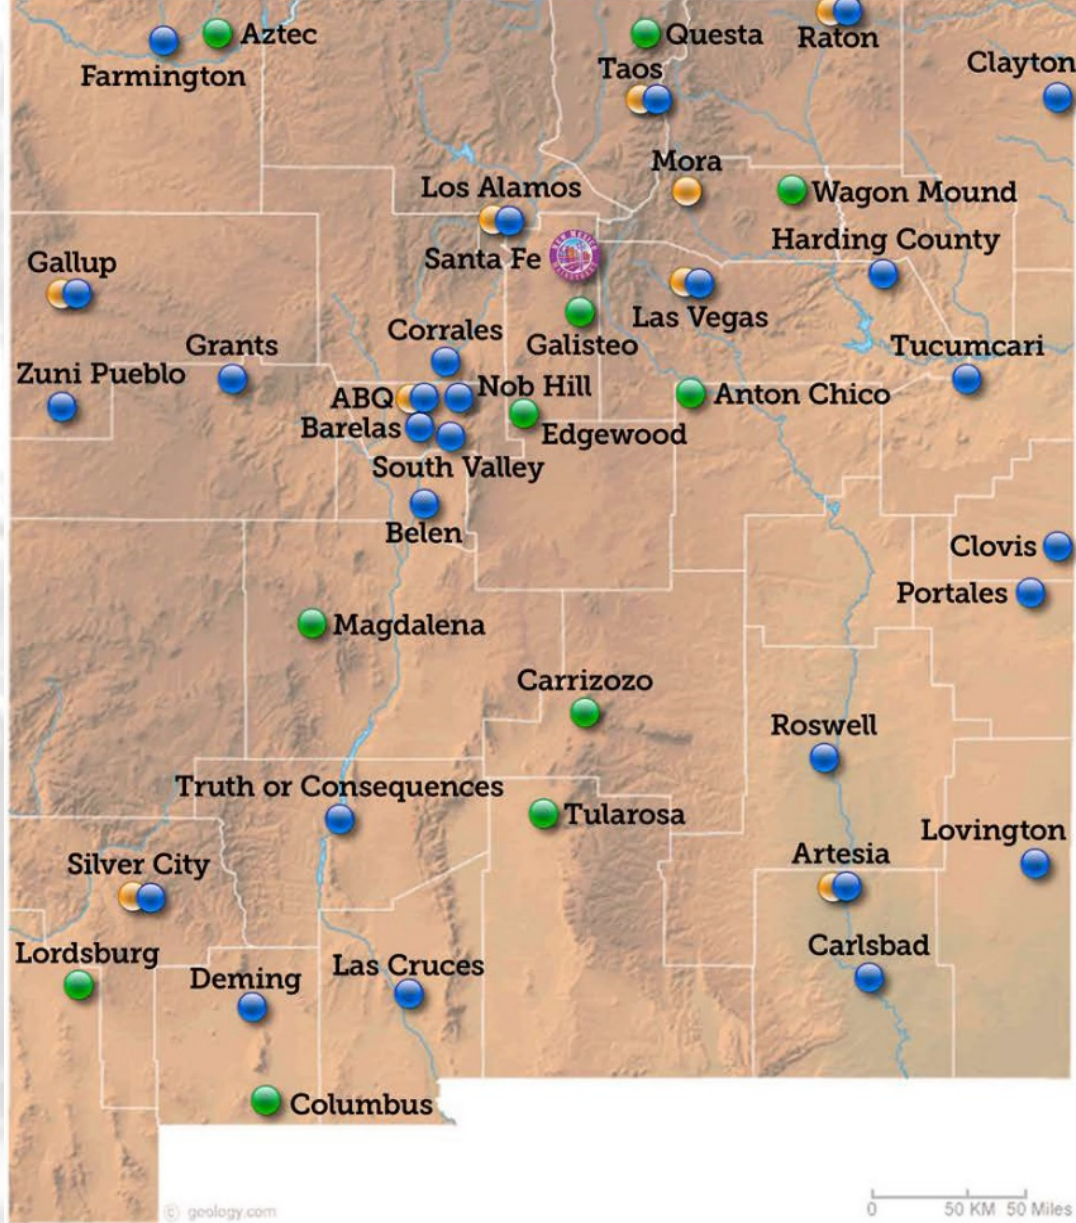 Aztec
Questa
Raton
Farmington
Taos
Clayton
Mora
Los Alamos
Wagon Mound
Harding County
Santa Fe
NEW MEXICO
MAINSTREET
Gallup
Las Vegas
Corrales
Galisteo
Grants
Tucumcari
Zuni Pueblo
Nob Hill
ABQ
Anton Chico
Barelas
Edgewood
South Valley
Belen
Clovis
Portales
Magdalena
Carrizozo
Roswell
Truth or Consequences
Tularosa
Lovington
Artesia
Silver City
Carlsbad
Lordsburg
Las Cruces
Deming
Columbus
© geology.com
0 50 KM 50 Miles